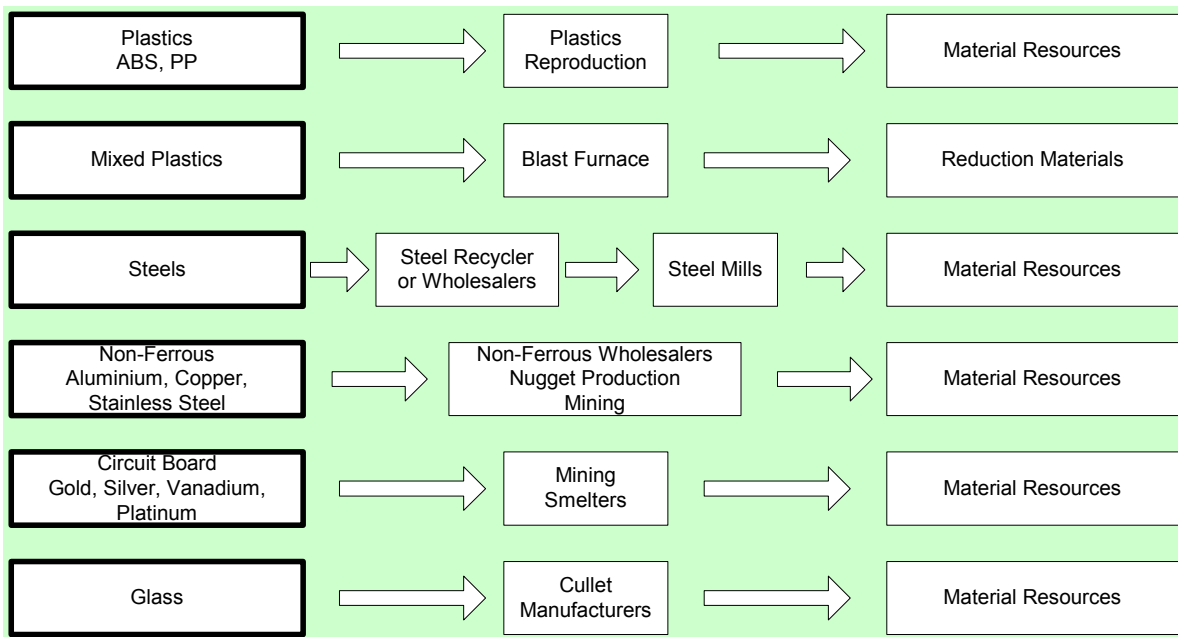 Plastics
ABS, PP
Plastics
Reproduction
Material Resources
Mixed Plastics
Blast Furnace
Reduction Materials
Steels
Steel Recycler
or Wholesalers
Steel Mills
Material Resources
Non-Ferrous
Aluminium, Copper,
Stainless Steel
Non-Ferrous Wholesalers
Nugget Production
Mining
Material Resources
Circuit Board
Gold, Silver, Vanadium,
Platinum
Mining
Smelters
Material Resources
Glass
Cullet
Manufacturers
Material Resources